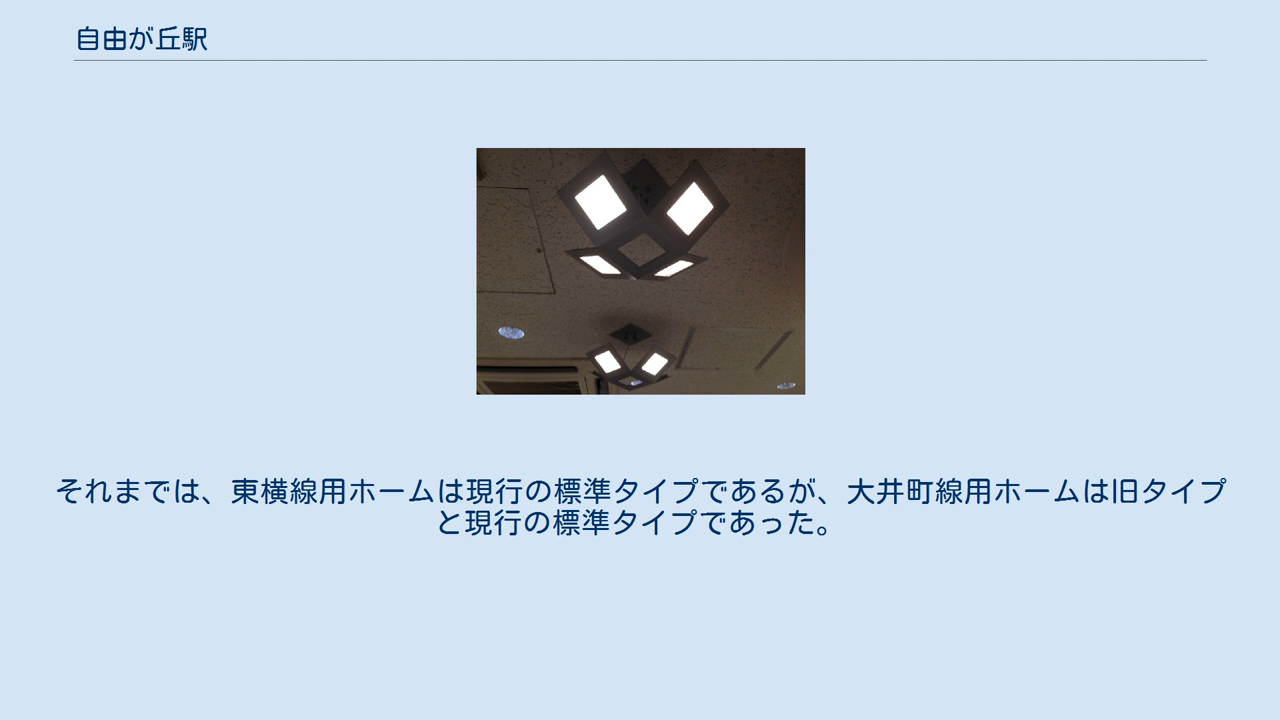 自由が丘駅
それまでは、東横線用ホームは現行の標準タイプであるが、大井町線用ホームは旧タイプ
と現行の標準タイプであった。